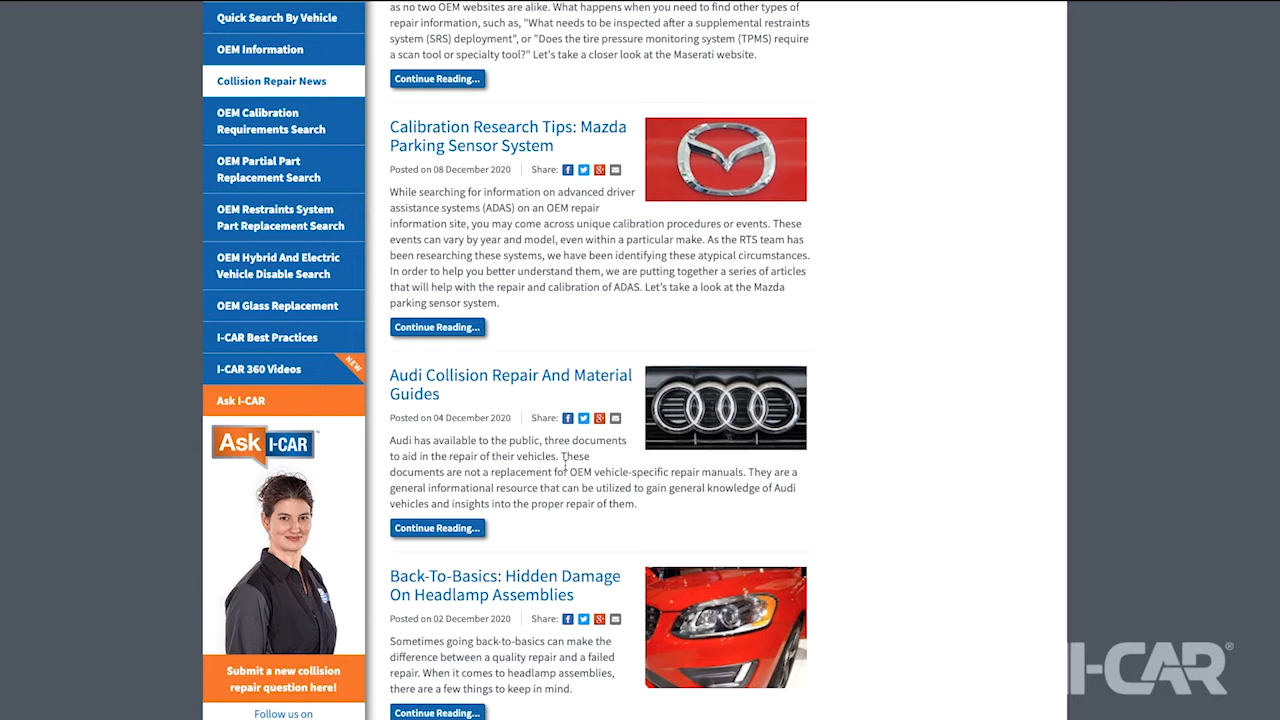 Quick Search By Vehicle
OEM Information
Collision Repair News
OEM Calibration
Requirements Search
OEM Partial Part
Replacement Search
OEM Restraints System
Part Replacement Search
OEM Hybrid And Electric
Vehicle Disable Search
OEM Glass Replacement
I-CAR Best Practices
I-CAR 360 Videos
NEW
Ask I-CAR
Ask I-CAR™
Submit a new collision
repair question here!
Follow us on
as no two OEM websites are alike. What happens when you need to find other types of
repair information, such as, "What needs to be inspected after a supplemental restraints
system (SRS) deployment", or "Does the tire pressure monitoring system (TPMS) require
a scan tool or specialty tool?" Let's take a closer look at the Maserati website.
Continue Reading...
Calibration Research Tips: Mazda
Parking Sensor System
Posted on 08 December 2020 Share:
While searching for information on advanced driver
assistance systems (ADAS) on an OEM repair
information site, you may come across unique calibration procedures or events. These
events can vary by year and model, even within a particular make. As the RTS team has
been researching these systems, we have been identifying these atypical circumstances.
In order to help you better understand them, we are putting together a series of articles
that will help with the repair and calibration of ADAS. Let's take a look at the Mazda
parking sensor system.
Continue Reading...
Audi Collision Repair And Material
Guides
Posted on 04 December 2020 Share:
Audi has available to the public, three documents
to aid in the repair of their vehicles. These
documents are not a replacement for OEM vehicle-specific repair manuals. They are a
general informational resource that can be utilized to gain general knowledge of Audi
vehicles and insights into the proper repair of them.
Continue Reading...
Back-To-Basics: Hidden Damage
On Headlamp Assemblies
Posted on 02 December 2020 Share:
Sometimes going back-to-basics can make the
difference between a quality repair and a failed
repair. When it comes to headlamp assemblies,
there are a few things to keep in mind.
Continue Reading...
I-CAR®